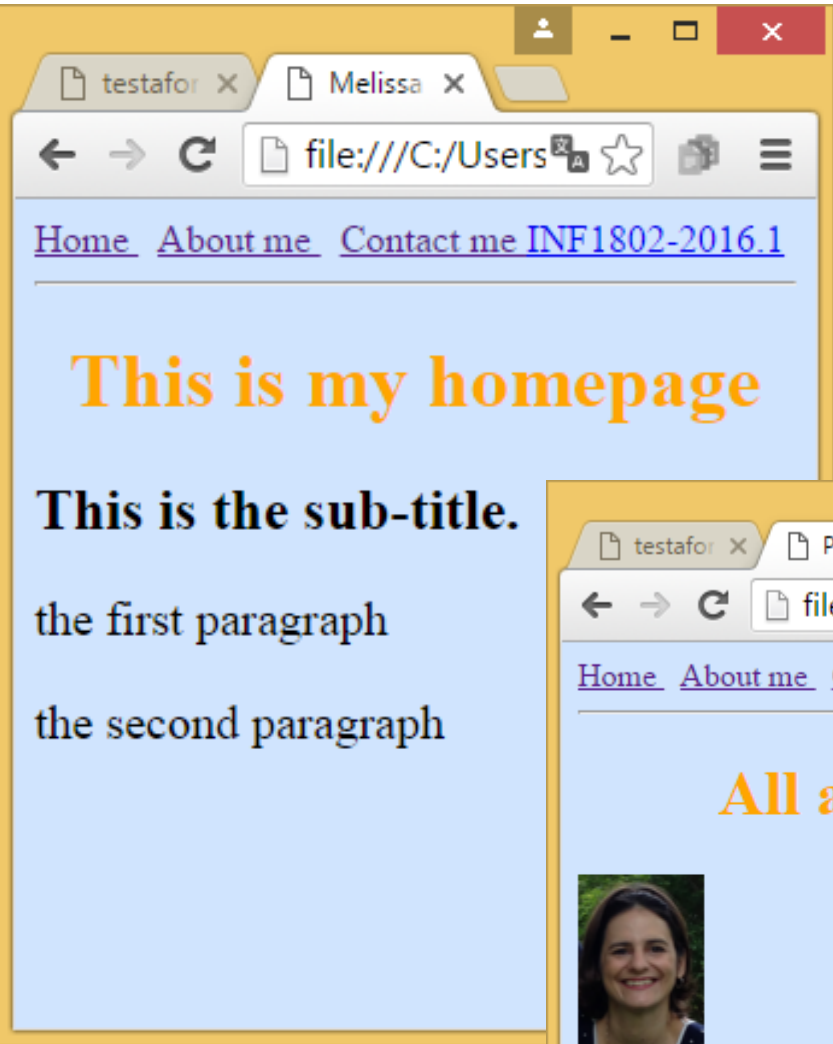 testafor Melissa
file:///C:/Users
Home About me Contact me INF1802-2016.1
This is my homepage
This is the sub-title.
the first paragraph
the second paragraph
testafor P
file
Home About me
All a